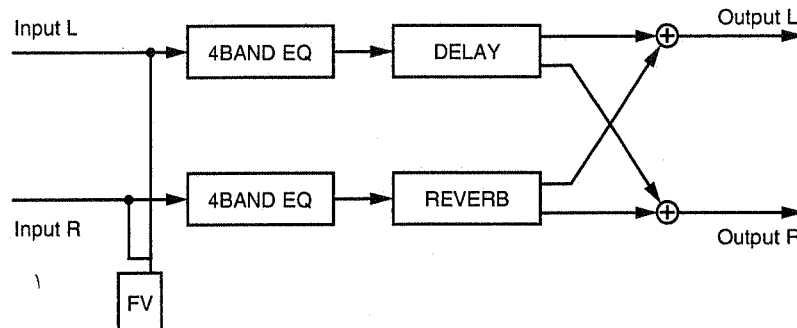 Input L
4BAND EQ
DELAY
Output L
Input R
4BAND EQ
REVERB
Output R
FV